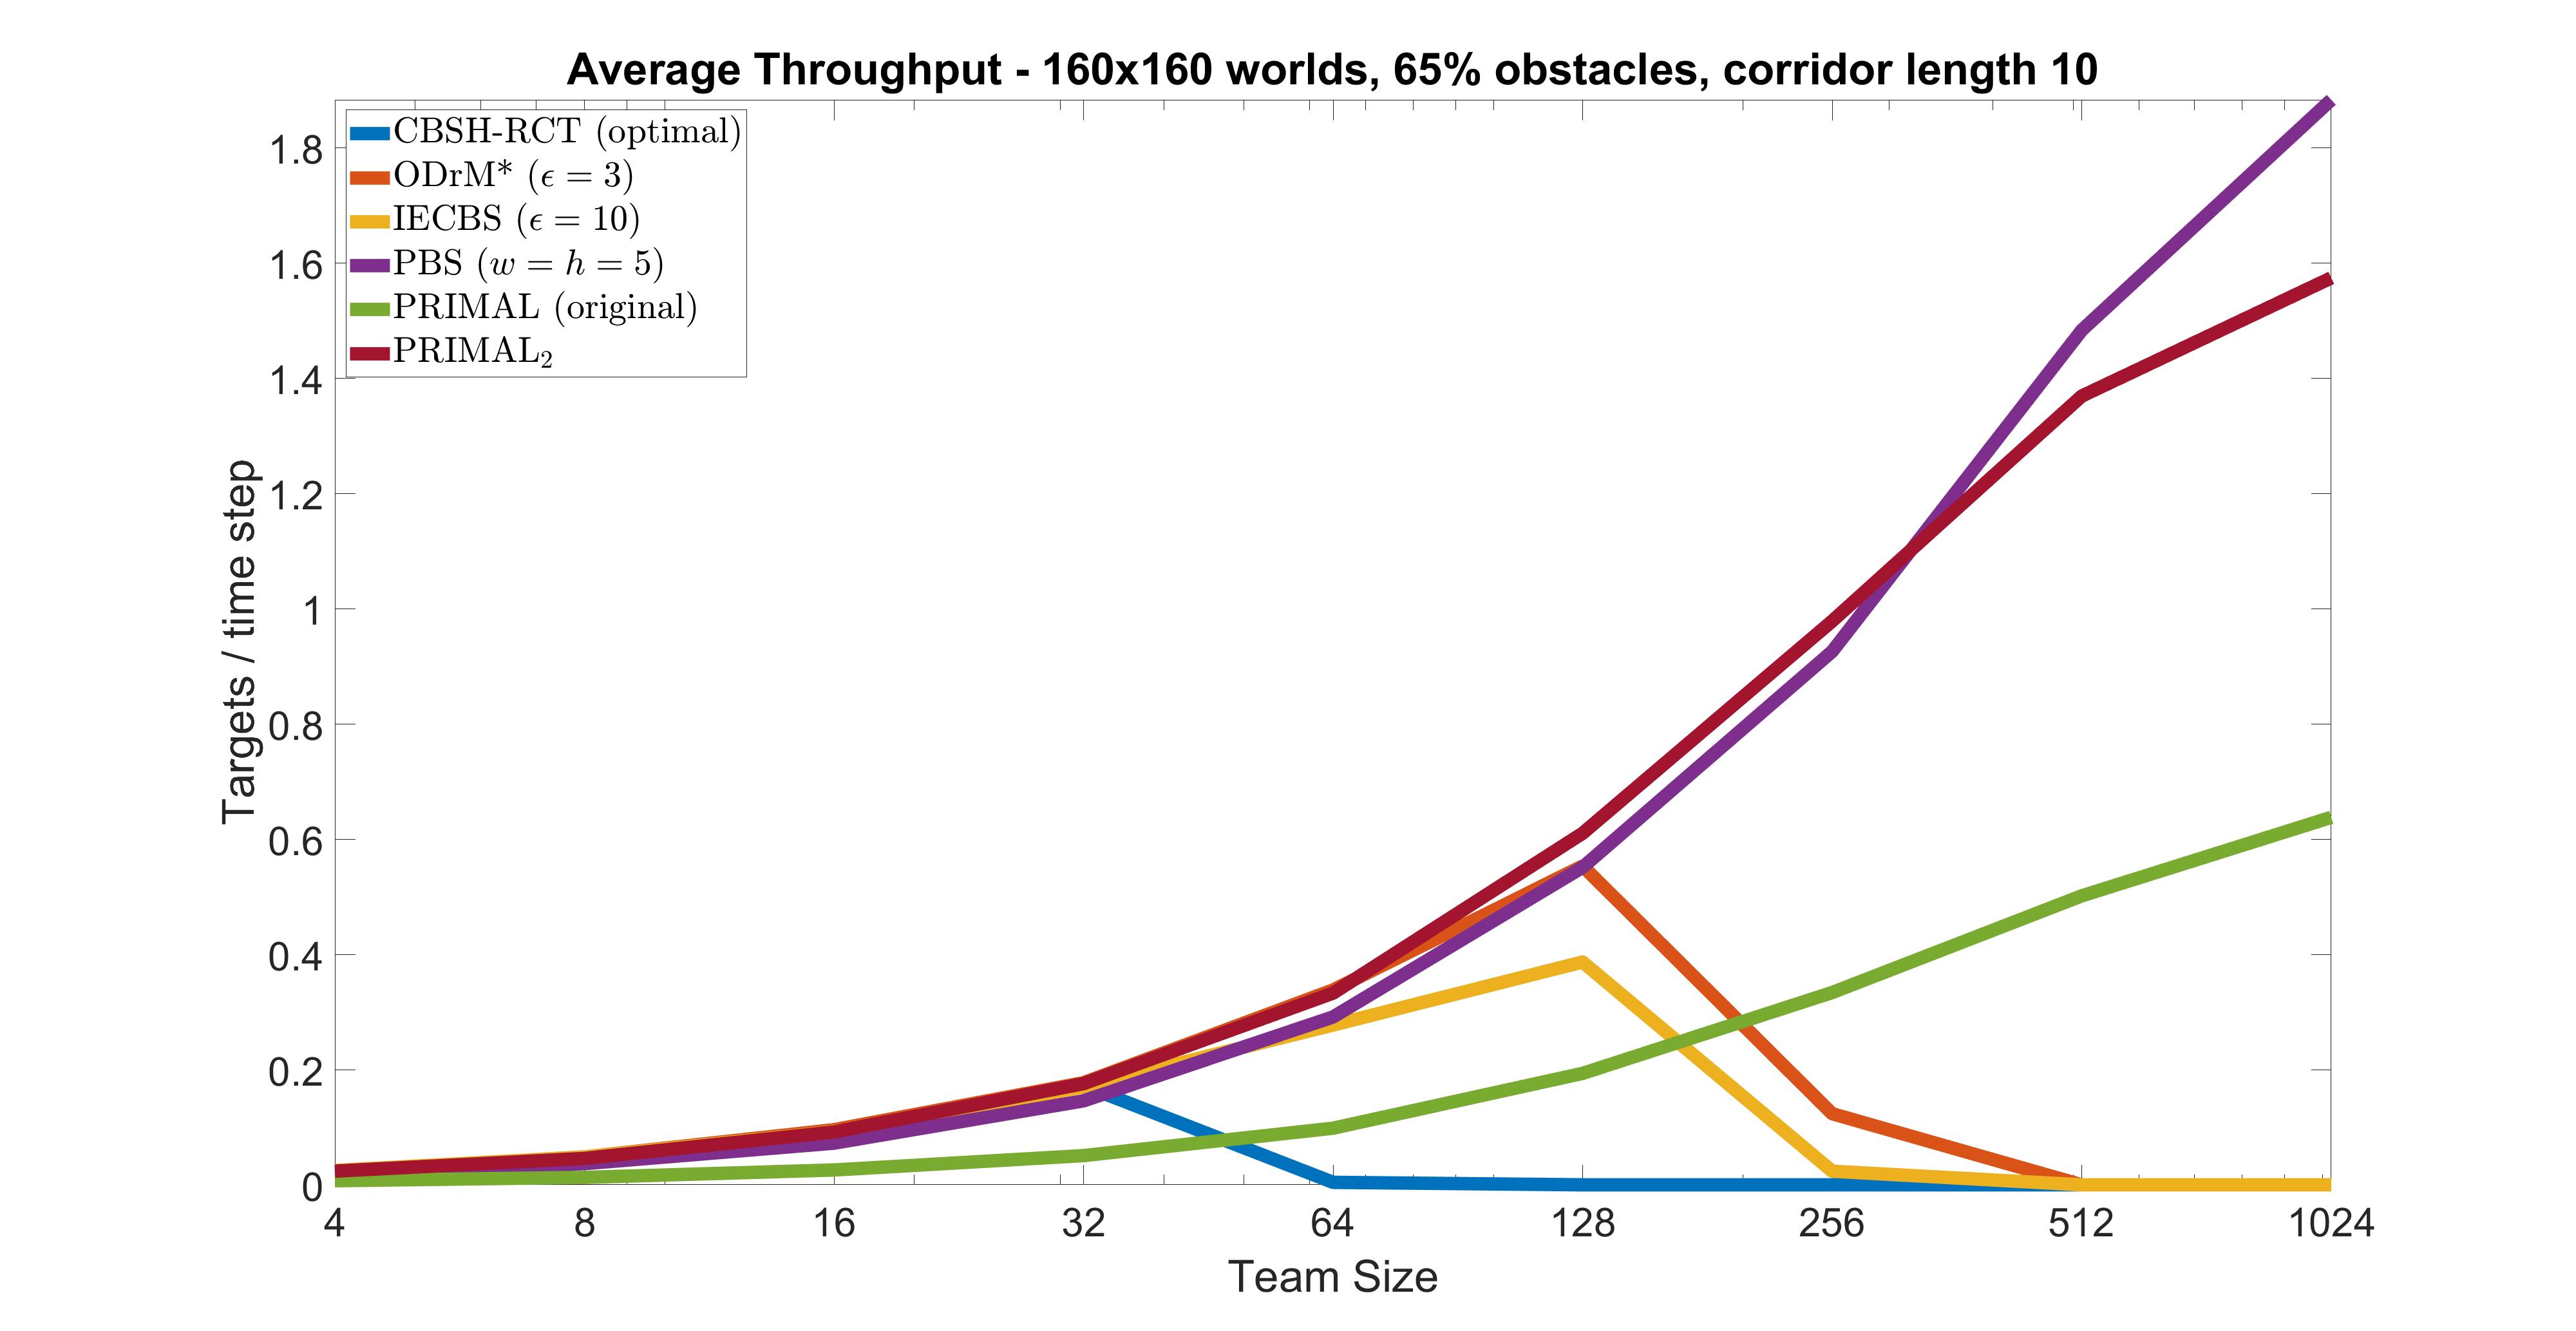 Average Throughput - 160x160 worlds, 65% obstacles, corridor length 10
CBSH-RCT (optimal)
ODrM* (ϵ = 3)
IECBS (ϵ = 10)
PBS (w = h = 5)
PRIMAL (original)
PRIMAL₂
Targets / time step
1.8
1.6
1.4
1.2
1
0.8
0.6
0.4
0.2
0
4 8 16 32 64 128 256 512 1024
Team Size